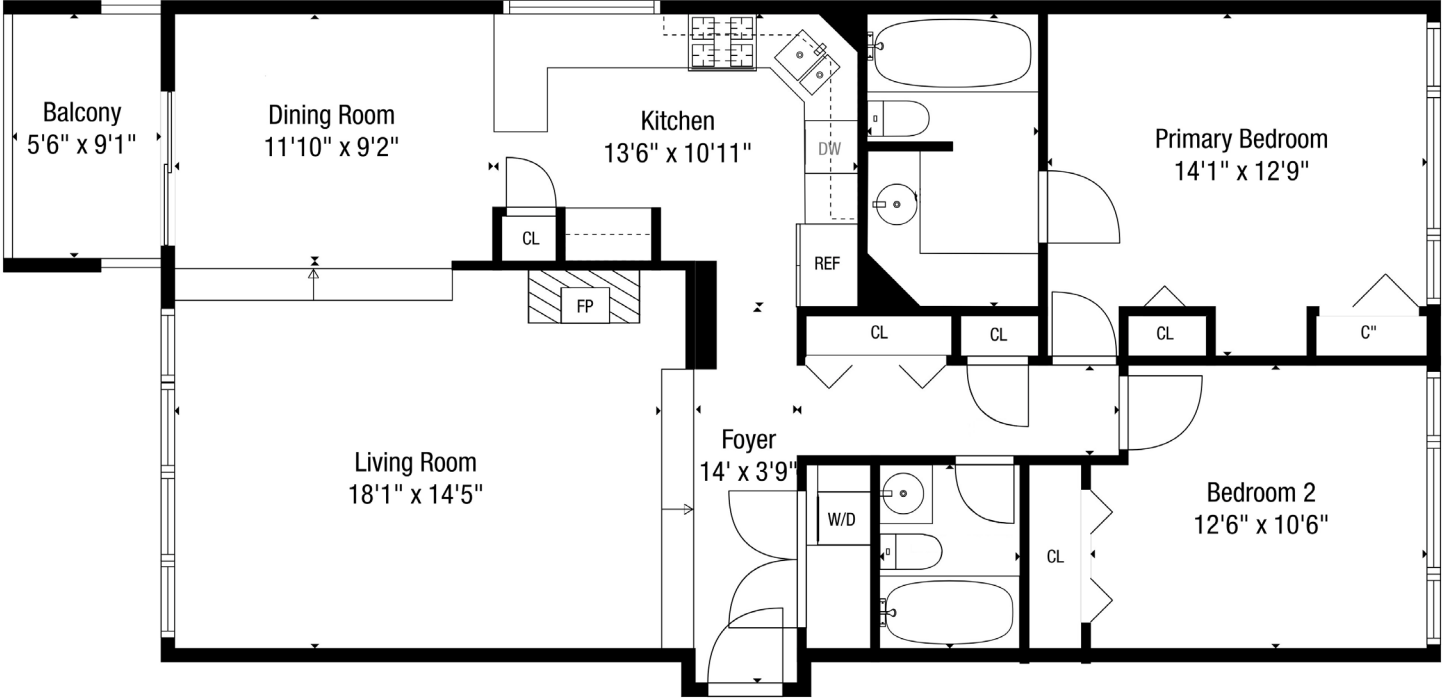 Balcony
5'6" x 9'1"
Dining Room
11'10" x 9'2"
Kitchen
13'6" x 10'11"
DW
Primary Bedroom
14'1" x 12'9"
CL
REF
FP
CL
CL
CL
C"
Foyer
14' x 3'9"
Living Room
18'1" x 14'5"
W/D
CL
Bedroom 2
12'6" x 10'6"